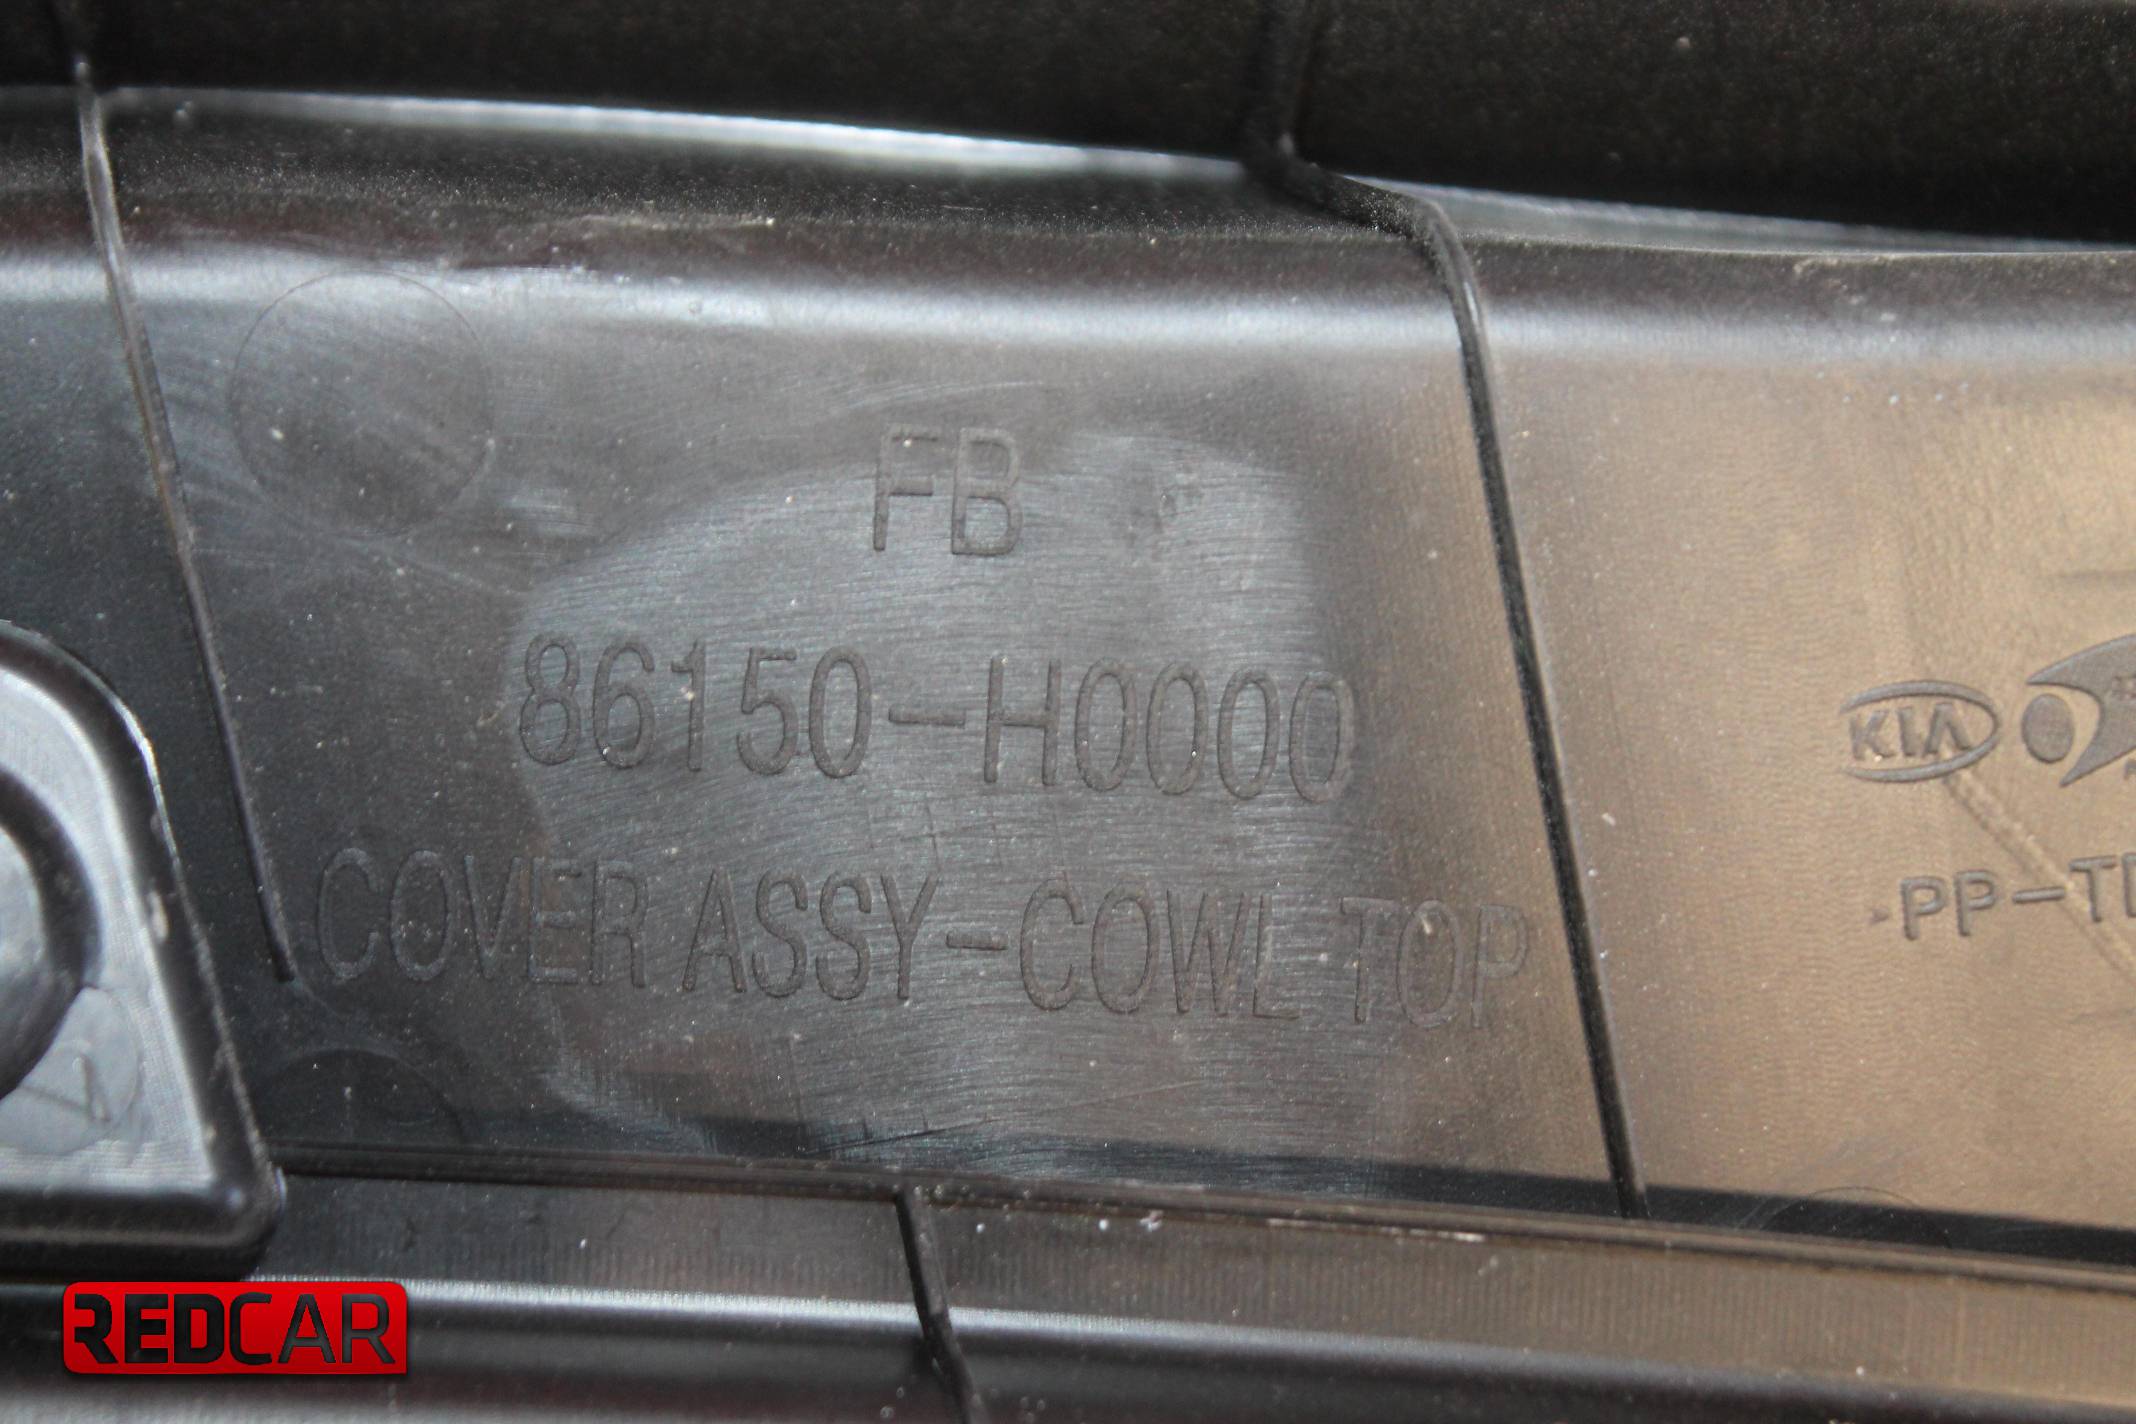 FB
86150-H0000
COVER ASSY-COWL TOP
KIA
PP-T
REDCAR